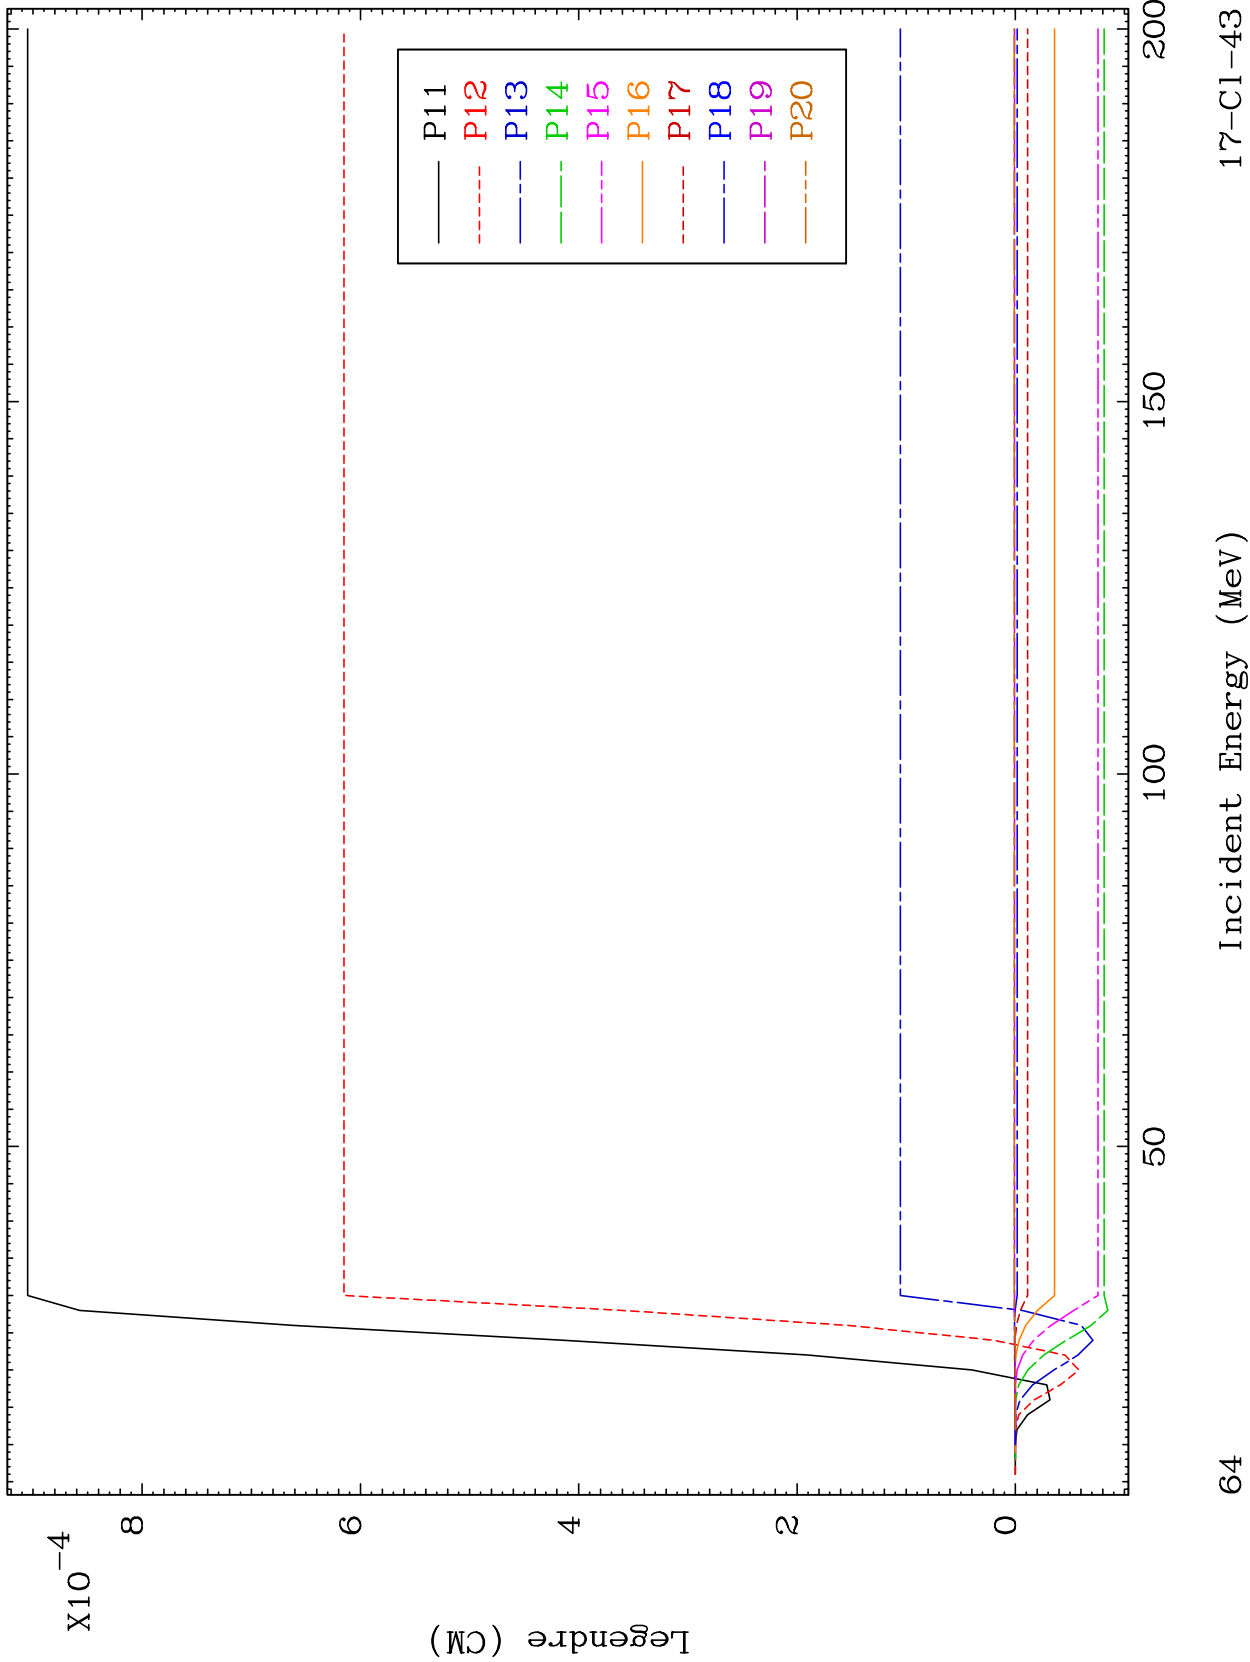 X10-4
8
6
4
2
0
Legendre (CM)
P11
P12
P13
P14
P15
P16
P17
P18
P19
P20
50
100
150
200
Incident Energy (MeV)
64
17-Cl-43